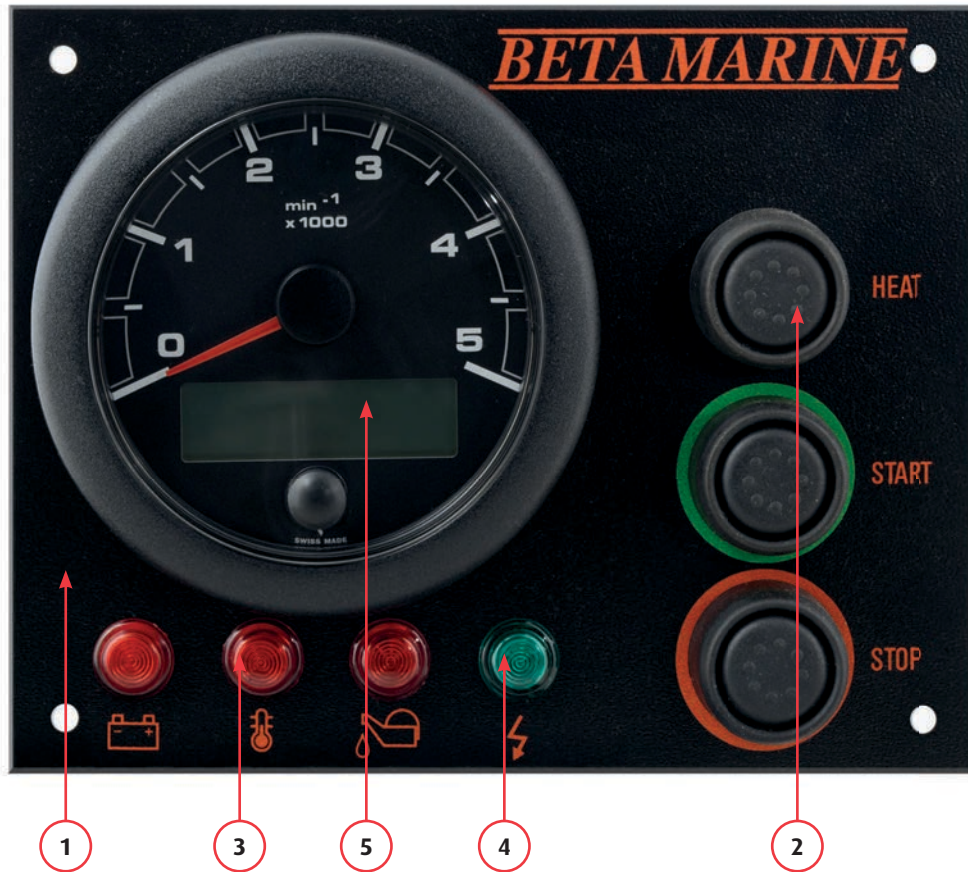 BETA MARINE
2
3
min -1
x 1000
1
4
HEAT
0
5
START
SWISS MADE
STOP
- +
1
3
5
4
2